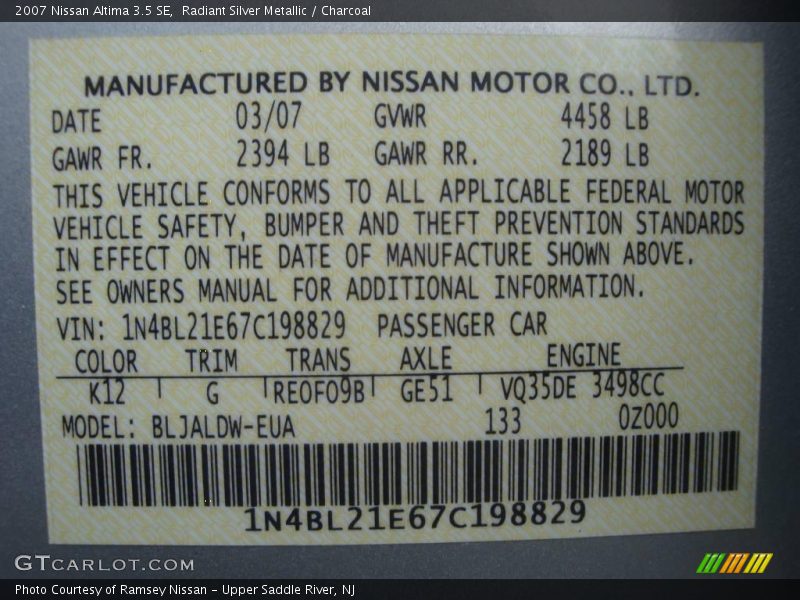 2007 Nissan Altima 3.5 SE,  Radiant Silver Metallic / Charcoal
MANUFACTURED BY NISSAN MOTOR CO., LTD.
DATE 03/07 GVWR 4458 LB
GAWR FR. 2394 LB GAWR RR. 2189 LB
THIS VEHICLE CONFORMS TO ALL APPLICABLE FEDERAL MOTOR
VEHICLE SAFETY, BUMPER AND THEFT PREVENTION STANDARDS
IN EFFECT ON THE DATE OF MANUFACTURE SHOWN ABOVE.
SEE OWNERS MANUAL FOR ADDITIONAL INFORMATION.
VIN: 1N4BL21E67C198829 PASSENGER CAR
COLOR TRIM TRANS AXLE ENGINE
K12 G RE0F09B GE51 VQ35DE 3498CC
MODEL: BLJALDW-EUA 133 0Z000
1N4BL21E67C198829
GTCARLOT.COM
Photo Courtesy of Ramsey Nissan – Upper Saddle River, NJ